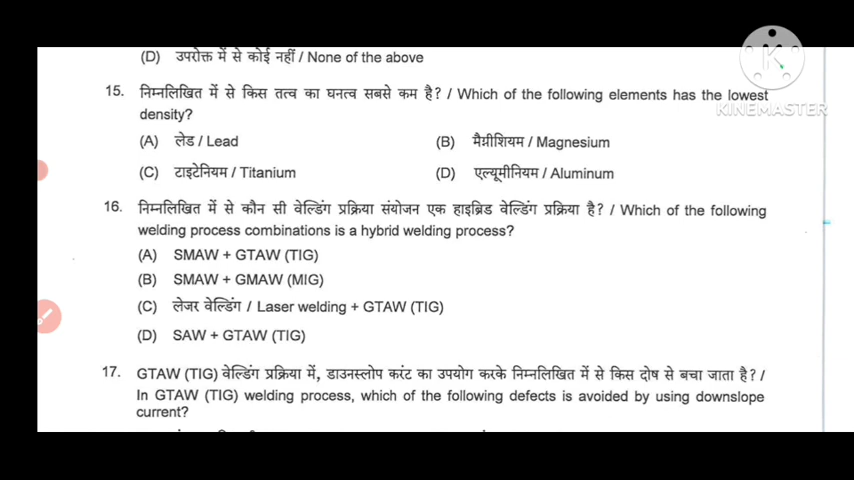 (D) उपरोक्त में से कोई नहीं / None of the above
15. निम्नलिखित में से किस तत्व का घनत्व सबसे कम है? / Which of the following elements has the lowest
density?
(A) लेड / Lead
(B) मैग्नीशियम / Magnesium
(C) टाइटेनियम / Titanium
(D) एल्यूमीनियम / Aluminum
16. निम्नलिखित में से कौन सी वेल्डिंग प्रक्रिया संयोजन एक हाइब्रिड वेल्डिंग प्रक्रिया है? / Which of the following
welding process combinations is a hybrid welding process?
(A) SMAW + GTAW (TIG)
(B) SMAW + GMAW (MIG)
(C) लेजर वेल्डिंग / Laser welding + GTAW (TIG)
(D) SAW + GTAW (TIG)
17. GTAW (TIG) वेल्डिंग प्रक्रिया में, डाउनस्लोप करंट का उपयोग करके निम्नलिखित में से किस दोष से बचा जाता है? /
In GTAW (TIG) welding process, which of the following defects is avoided by using downslope
current?
K
KINEMASTER